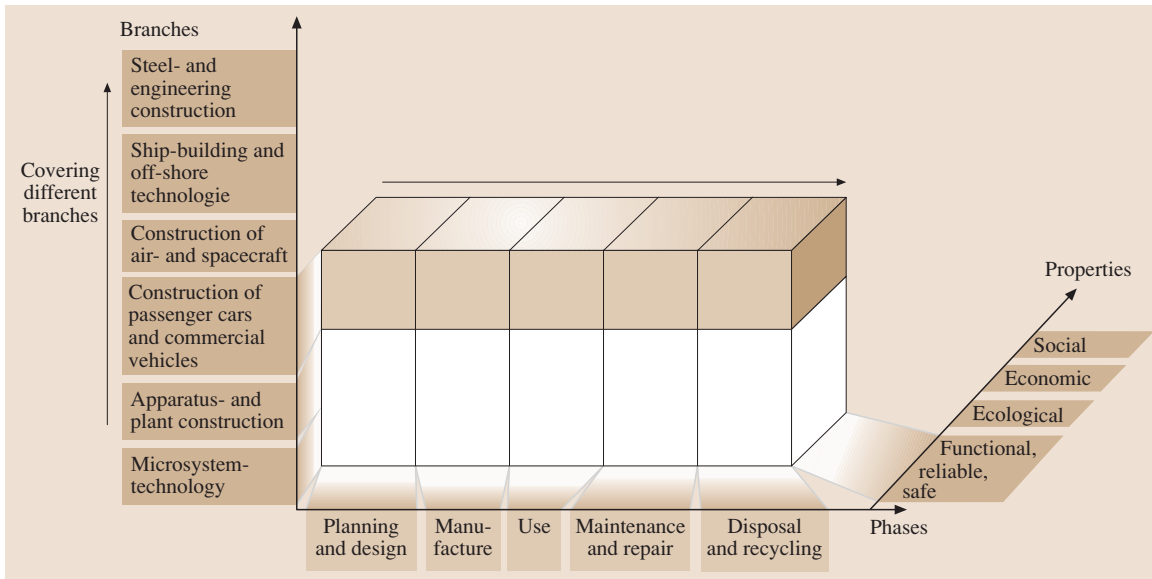 Branches
Steel- and
engineering
construction
Ship-building and
off-shore
technologie
Construction of
air- and spacecraft
Construction of
passenger cars
and commercial
vehicles
Apparatus- and
plant construction
Microsystem-
technology
Covering
different
branches
Planning
and design
Manu-
facture
Use
Maintenance
and repair
Disposal
and recycling
Phases
Properties
Social
Economic
Ecological
Functional,
reliable,
safe